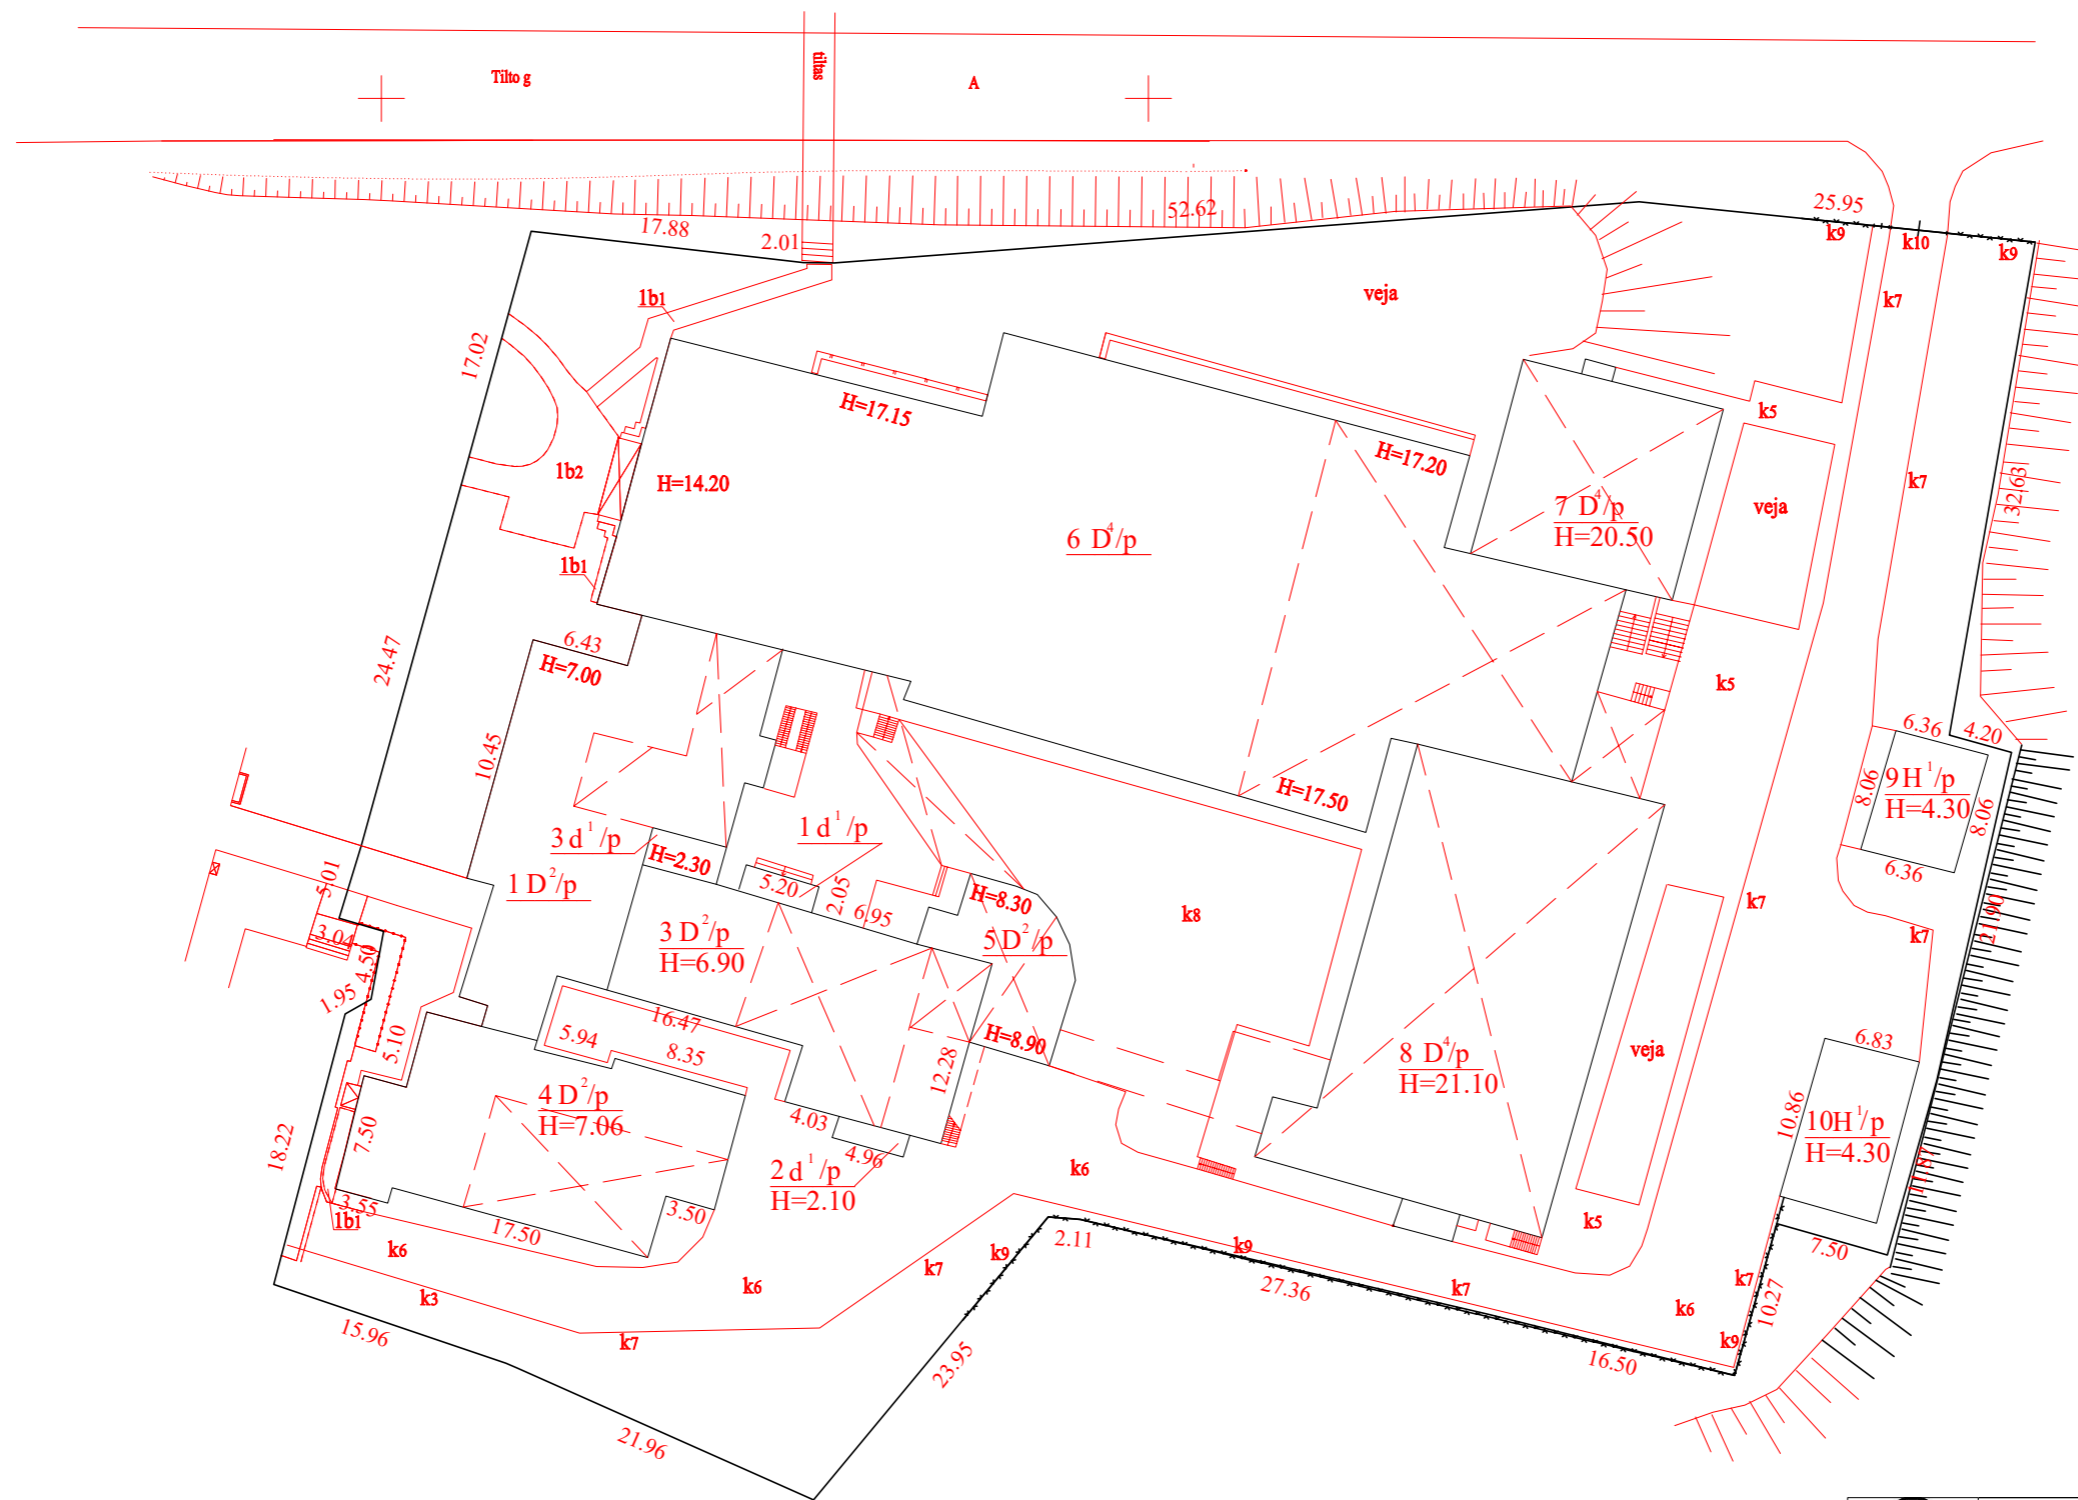 Tilto g
tiltas
A
17.88
2.01
52.62
25.95
k9
k10
k9
1b1
veja
k7
17.02
H=17.15
k5
H=17.20
1b2
H=14.20
k7
32.63
veja
7 D4/p
H=20.50
6 D4/p
1b1
6.43
H=7.00
24.47
k5
10.45
6.36
4.20
9H1/p
H=4.30
8.06
8.06
6.36
H=17.50
3 d1/p
1 d1/p
H=2.30
5.01
1 D2/p
5.20
2.05
6.95
H=8.30
k8
k7
21.90
k7
3.04
4.50
3 D2/p
H=6.90
5 D2/p
1.95
16.47
5.94
8.35
5.10
H=8.90
12.28
8 D4/p
H=21.10
veja
6.83
10.86
10H1/p
H=4.30
4 D2/p
H=7.06
7.50
18.22
4.03
4.96
2 d1/p
H=2.10
k6
3.55
1b1
17.50
3.50
k6
k5
7.50
2.11
k9
k9
k7
27.36
k7
k7
10.27
k6
k6
k3
15.96
k7
k9
16.50
23.95
21.96